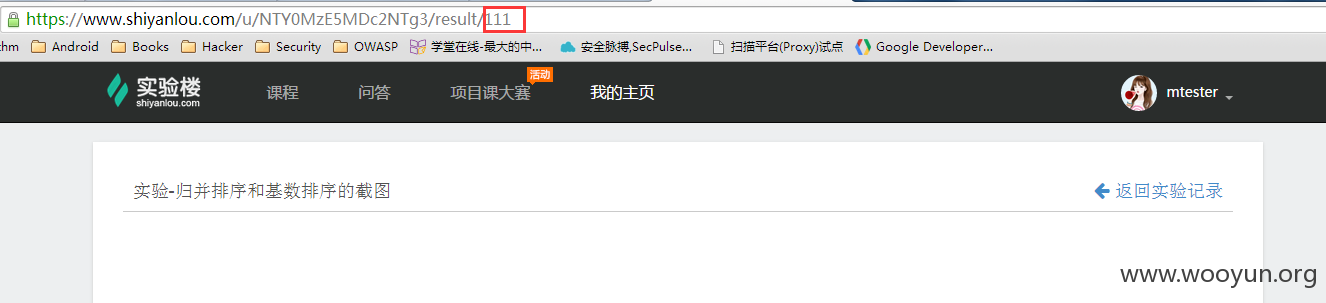 https://www.shiyanlou.com/u/NTY0MzE5MDc2NTg3/result/111
thm Android Books Hacker Security OWASP 学堂在线-最大的中... 安全脉搏,SecPulse... 扫描平台(Proxy)试点 Google Developer...
活动
实验楼 课程 问答 项目课大赛 我的主页 mtester
shiyanlou.com
实验-归并排序和基数排序的截图 返回实验记录
www.wooyun.org